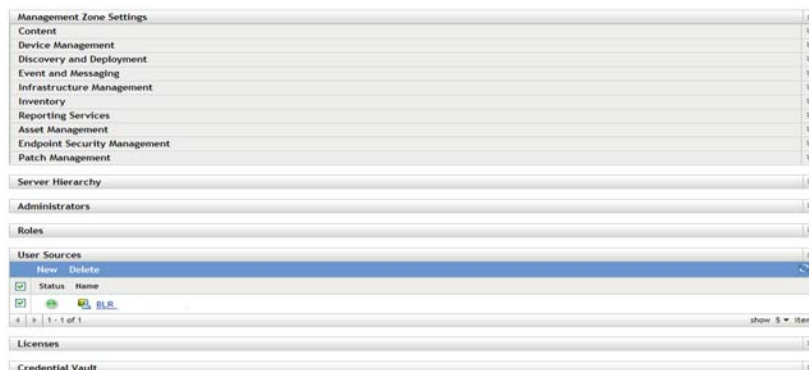 Management Zone Settings
Content
Device Management
Discovery and Deployment
Event and Messaging
Infrastructure Management
Inventory
Reporting Services
Asset Management
Endpoint Security Management
Patch Management
Server Hierarchy
Administrators
Roles
User Sources
New Delete
Status Name
BLR
1 - 1 of 1 show 5
Licenses
Credential Vault